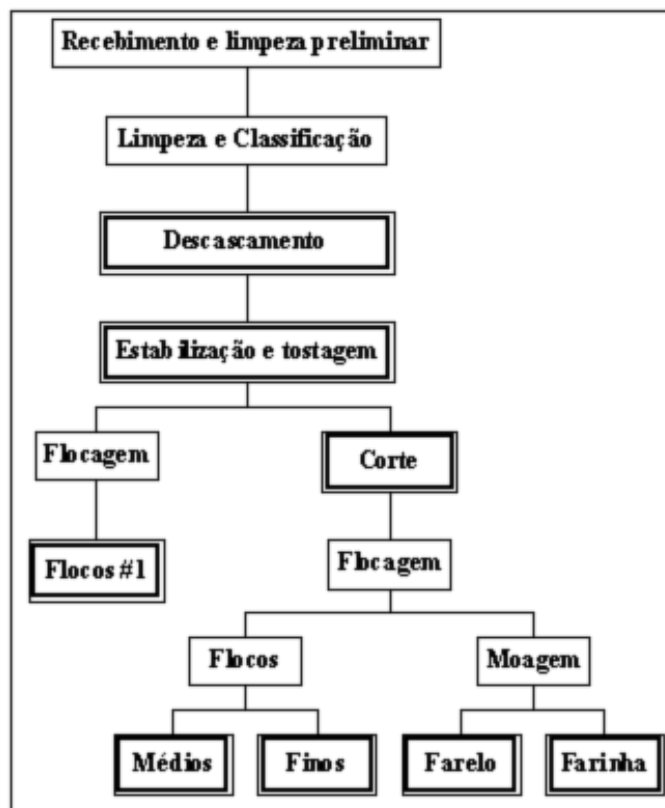 Recebimento e limpeza preliminar
Limpeza e Classificação
Descascamento
Estabilização e tostagem
Flocagem
Corte
Flocos #1
Flocagem
Flocos
Moagem
Médios
Finos
Farelo
Farinha